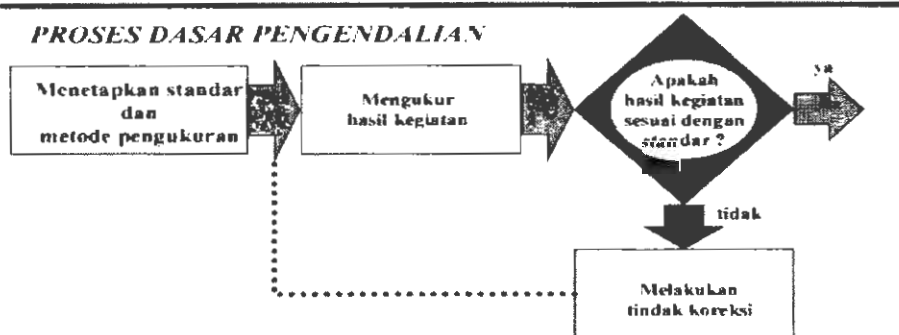 PROSES DASAR PENGENDALIAN
Menetapkan standar
dan
metode pengukuran
Mengukur
hasil kegiatan
Apakah
hasil kegiatan
sesuai dengan
standar ?
ya
tidak
Melakukan
tindak koreksi